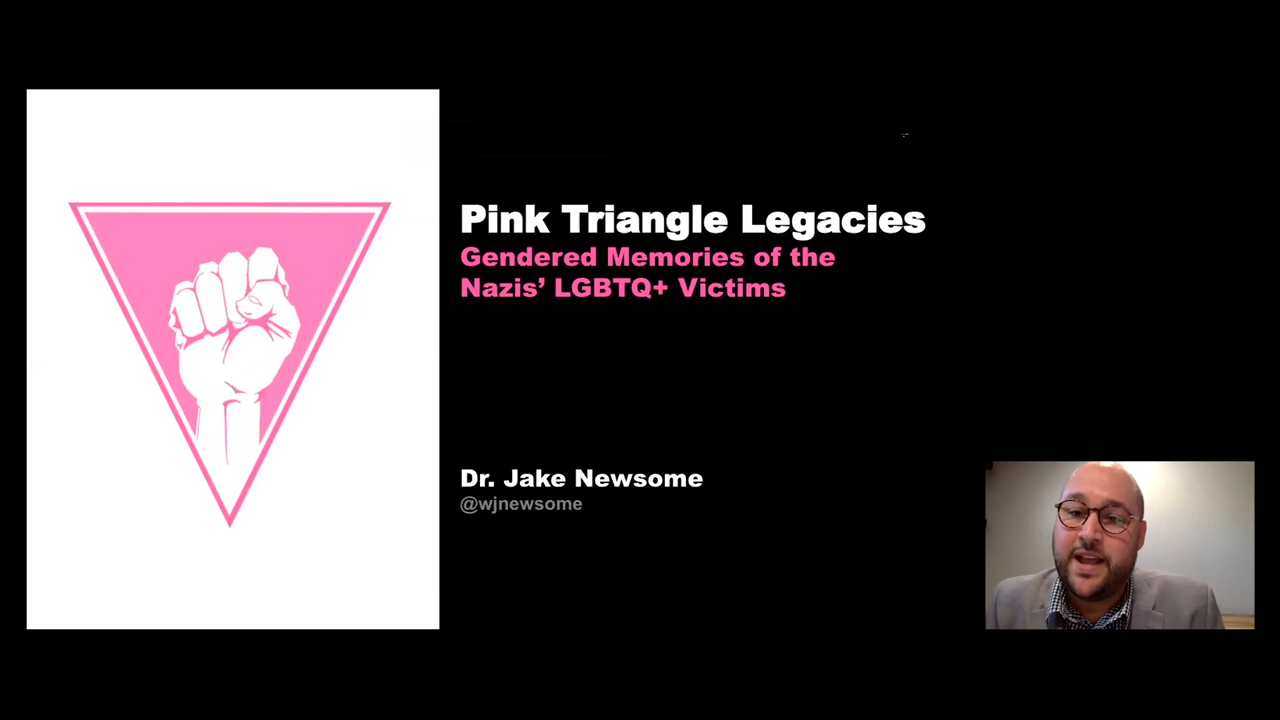 Pink Triangle Legacies
Gendered Memories of the
Nazis’ LGBTQ+ Victims
Dr. Jake Newsome
@wjnewsome